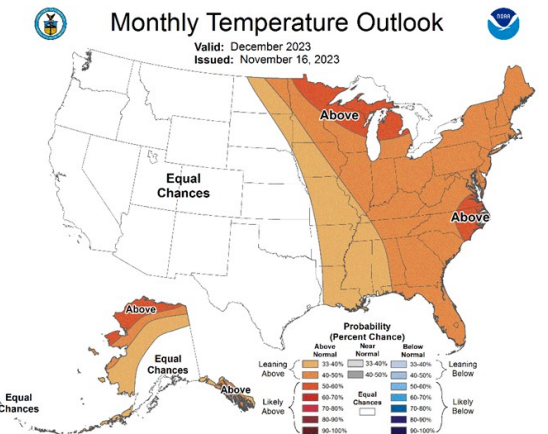 Monthly Temperature Outlook
Valid: December 2023
Issued: November 16, 2023
NOAA
Above
Equal
Chances
Above
Above
Equal
Chances
Above
Equal
Chances
Probability
(Percent Chance)
Above
Normal
Near
Normal
Below
Normal
Leaning
Above
33-40%
33-40%
33-40%
Leaning
Below
40-50%
40-50%
40-50%
50-60%
50-60%
Likely
Above
60-70%
Equal
Chances
60-70%
Likely
Below
70-80%
70-80%
80-90%
80-90%
90-100%
90-100%